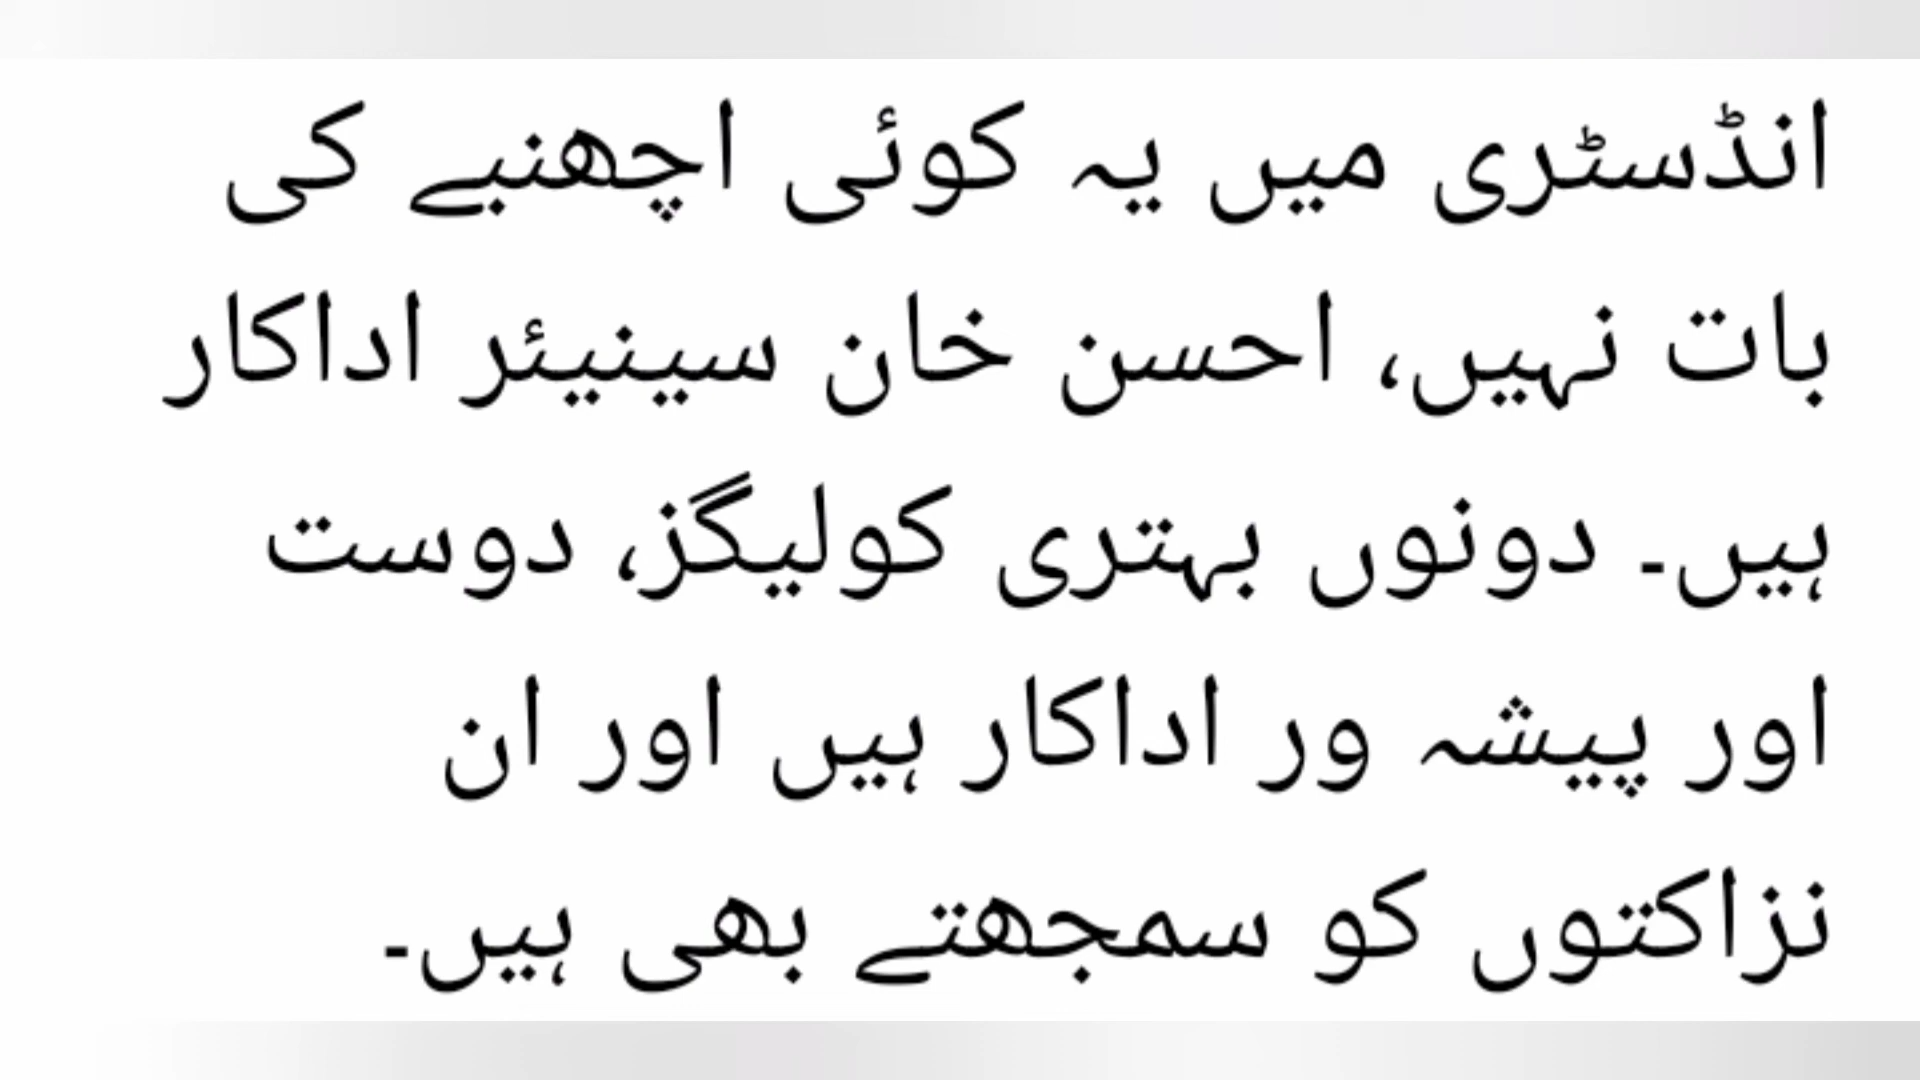 انڈسٹری میں یہ کوئی اچھنبے کی
بات نہیں، احسن خان سینیئر اداکار
ہیں۔ دونوں بہتری کولیگز، دوست
اور پیشہ ور اداکار ہیں اور ان
نزاکتوں کو سمجھتے بھی ہیں۔